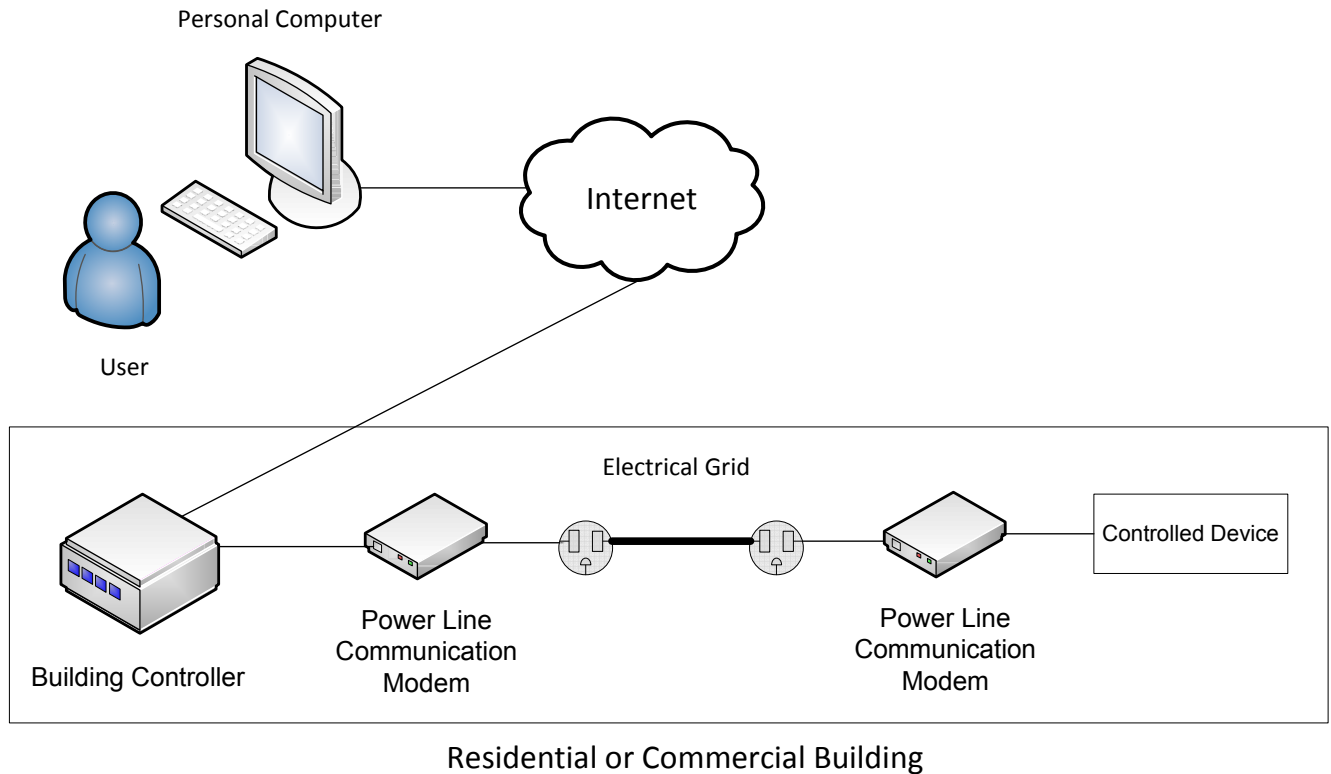 Personal Computer
Internet
User
Electrical Grid
Controlled Device
Power Line
Communication
Modem
Power Line
Communication
Modem
Building Controller
Residential or Commercial Building